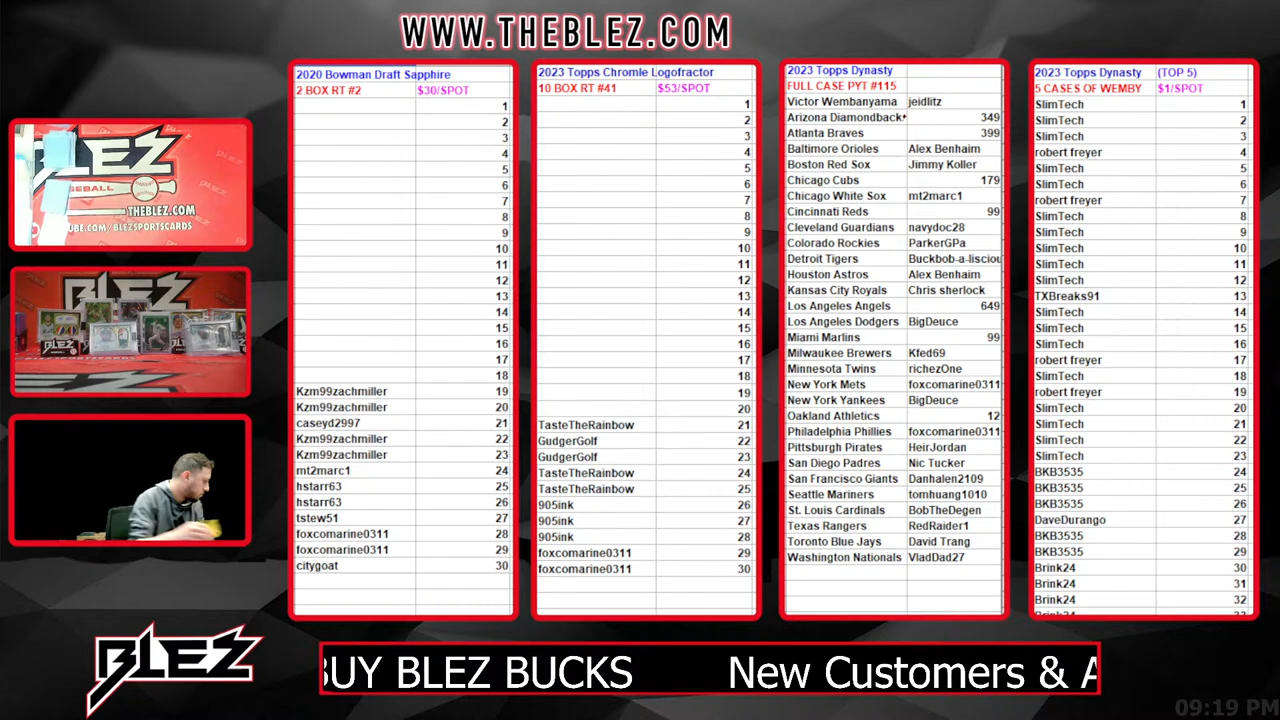 WWW.THEBLEZ.COM
BLEZ
BASEBALL
THEBLEZ.COM
UBE.COM/BLEZSPORTSCARDS
BLEZ
2020 Bowman Draft Sapphire
2 BOX RT #2 $30/SPOT
1
2
3
4
5
6
7
8
9
10
11
12
13
14
15
16
17
18
Kzm99zachmiller 19
Kzm99zachmiller 20
caseyd2997 21
Kzm99zachmiller 22
Kzm99zachmiller 23
mt2marc1 24
hstarr63 25
hstarr63 26
tstew51 27
foxcomarine0311 28
foxcomarine0311 29
citygoat 30
2023 Topps Chromle Logofractor
10 BOX RT #41 $53/SPOT
1
2
3
4
5
6
7
8
9
10
11
12
13
14
15
16
17
18
19
20
TasteTheRainbow 21
GudgerGolf 22
GudgerGolf 23
TasteTheRainbow 24
TasteTheRainbow 25
905ink 26
905ink 27
905ink 28
foxcomarine0311 29
foxcomarine0311 30
2023 Topps Dynasty
FULL CASE PYT #115
Victor Wembanyama jeidlitz
Arizona Diamondback 349
Atlanta Braves 399
Baltimore Orioles Alex Benhaim
Boston Red Sox Jimmy Koller
Chicago Cubs 179
Chicago White Sox mt2marc1
Cincinnati Reds 99
Cleveland Guardians navydoc28
Colorado Rockies ParkerGPa
Detroit Tigers Buckbob-a-lisciou
Houston Astros Alex Benhaim
Kansas City Royals Chris sherlock
Los Angeles Angels 649
Los Angeles Dodgers BigDeuce
Miami Marlins 99
Milwaukee Brewers Kfed69
Minnesota Twins richezOne
New York Mets foxcomarine0311
New York Yankees BigDeuce
Oakland Athletics 12
Philadelphia Phillies foxcomarine0311
Pittsburgh Pirates HeirJordan
San Diego Padres Nic Tucker
San Francisco Giants Danhalen2109
Seattle Mariners tomhuang1010
St. Louis Cardinals BobTheDegen
Texas Rangers RedRaider1
Toronto Blue Jays David Trang
Washington Nationals VladDad27
2023 Topps Dynasty (TOP 5)
5 CASES OF WEMBY $1/SPOT
SlimTech 1
SlimTech 2
SlimTech 3
robert freyer 4
SlimTech 5
SlimTech 6
robert freyer 7
SlimTech 8
SlimTech 9
SlimTech 10
SlimTech 11
SlimTech 12
TXBreaks91 13
SlimTech 14
SlimTech 15
SlimTech 16
robert freyer 17
SlimTech 18
robert freyer 19
SlimTech 20
SlimTech 21
SlimTech 22
SlimTech 23
BKB3535 24
BKB3535 25
BKB3535 26
DaveDurango 27
BKB3535 28
BKB3535 29
Brink24 30
Brink24 31
Brink24 32
BLEZ
BUY BLEZ BUCKS New Customers & A
09:19 PM